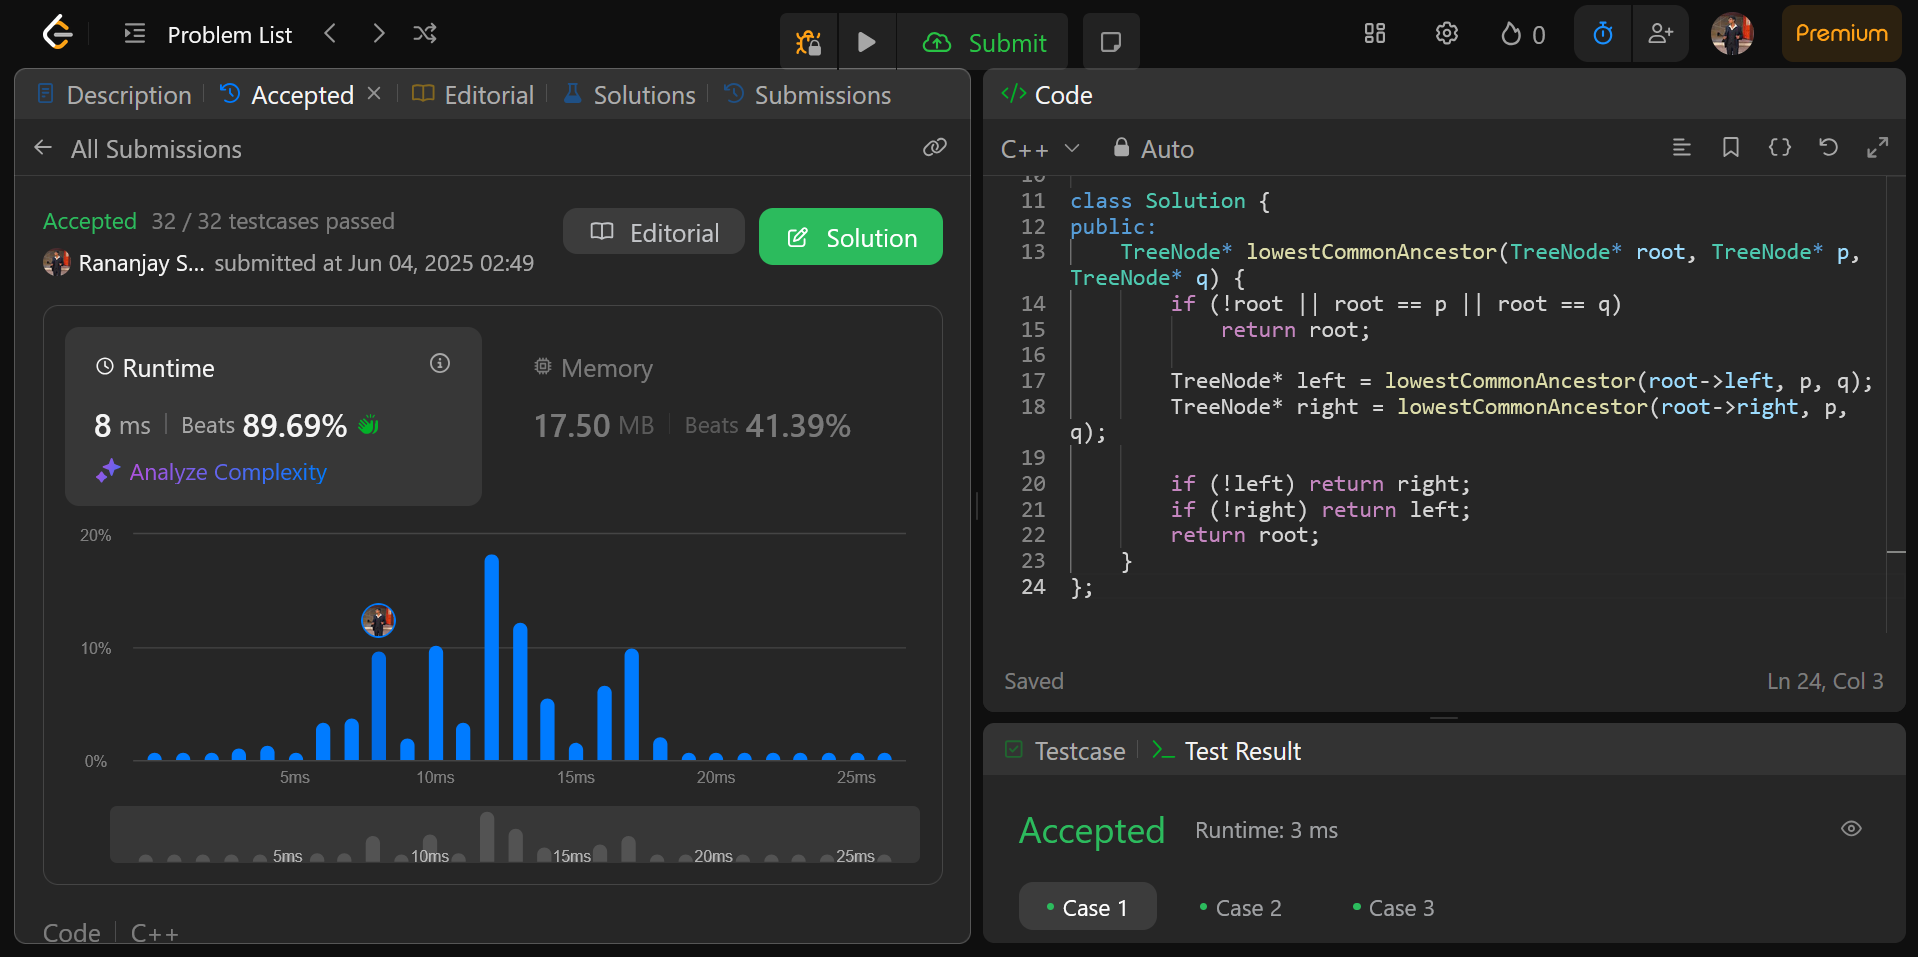 Problem List
Submit
0
Premium
Description
Accepted
Editorial
Solutions
Submissions
All Submissions
Accepted 32 / 32 testcases passed
Rananjay S... submitted at Jun 04, 2025 02:49
Editorial
Solution
Runtime
8 ms Beats 89.69%
Analyze Complexity
Memory
17.50 MB Beats 41.39%
20%
10%
0%
5ms 10ms 15ms 20ms 25ms
5ms 10ms 15ms 20ms 25ms
Code C++
</> Code
C++ Auto
10
11 class Solution {
12 public:
13     TreeNode* lowestCommonAncestor(TreeNode* root, TreeNode* p,
TreeNode* q) {
14         if (!root || root == p || root == q)
15             return root;
16
17         TreeNode* left = lowestCommonAncestor(root->left, p, q);
18         TreeNode* right = lowestCommonAncestor(root->right, p,
q);
19
20         if (!left) return right;
21         if (!right) return left;
22         return root;
23     }
24 };
Saved
Ln 24, Col 3
Testcase
Test Result
Accepted Runtime: 3 ms
Case 1
Case 2
Case 3